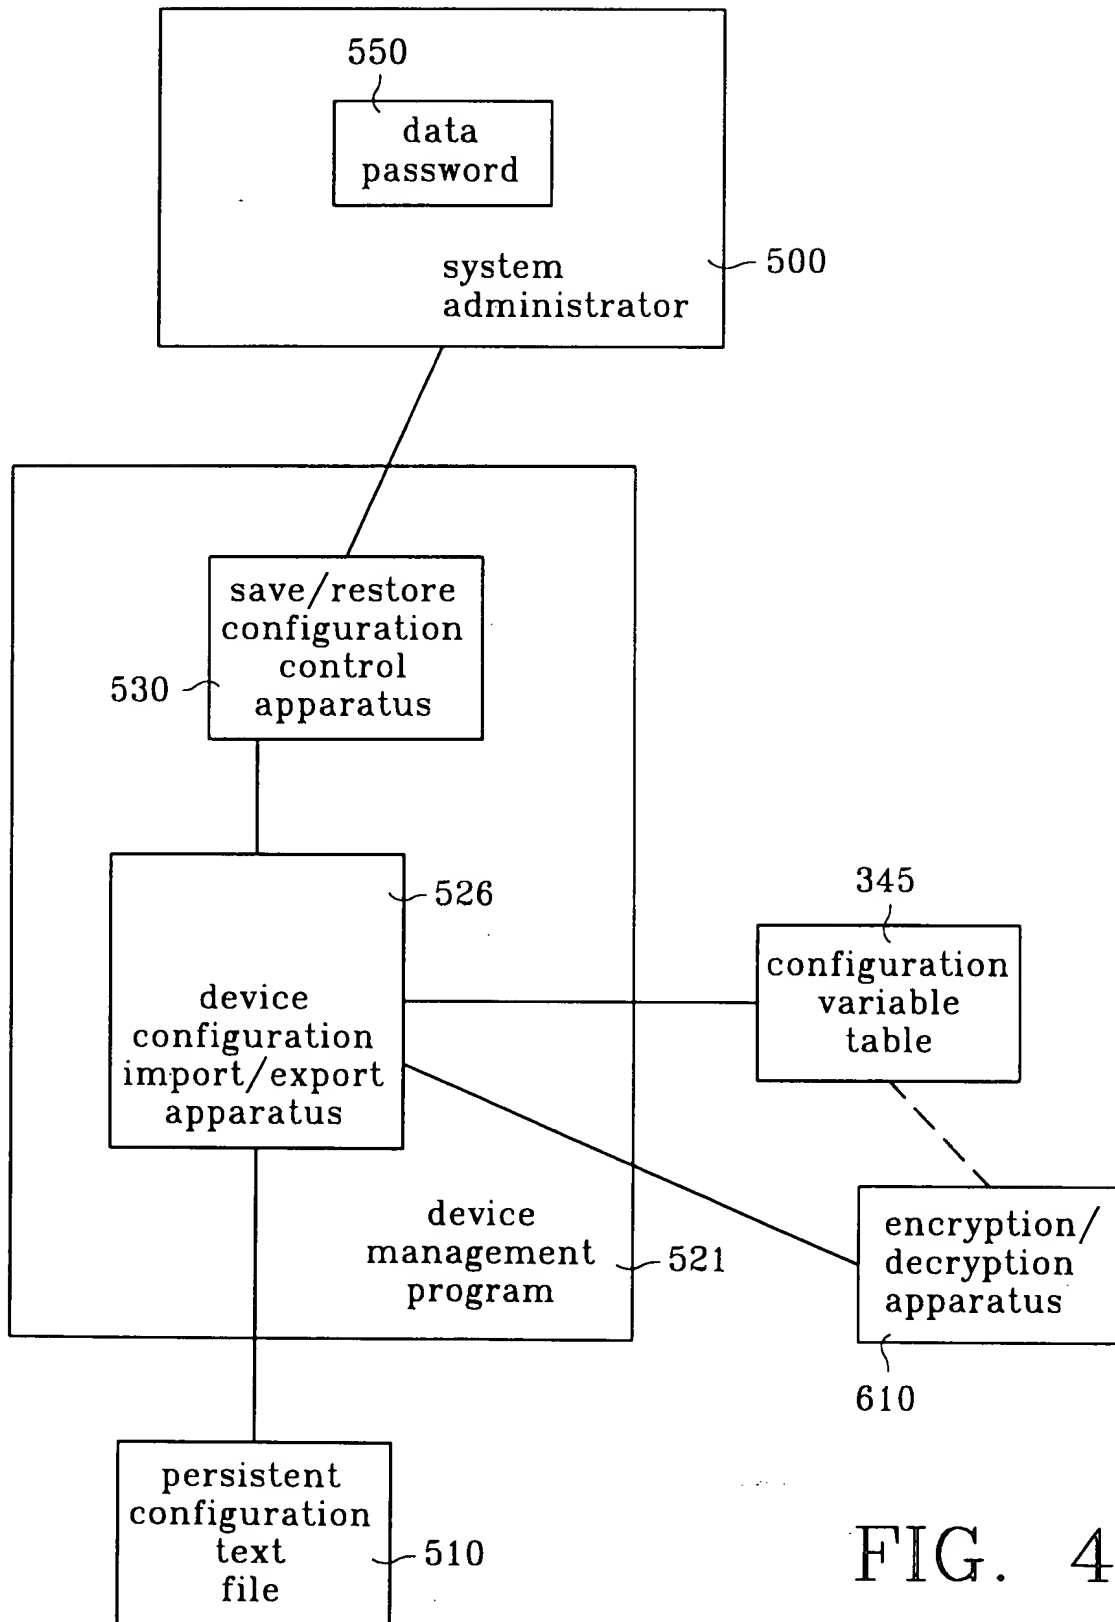 550
data
password
system
administrator
500
save/restore
configuration
control
apparatus
530
526
device
configuration
import/export
apparatus
345
configuration
variable
table
device
management
program
521
encryption/
decryption
apparatus
610
persistent
configuration
text
file
510
FIG. 4